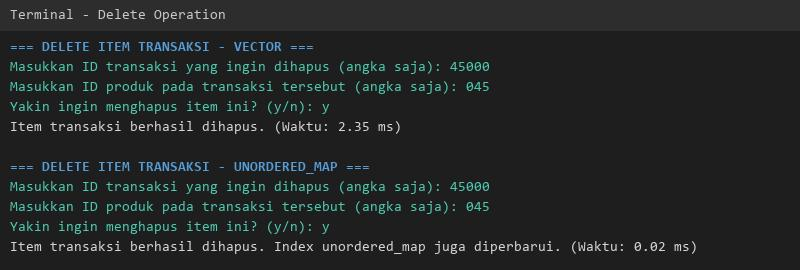 Terminal - Delete Operation
=== DELETE ITEM TRANSAKSI - VECTOR ===
Masukkan ID transaksi yang ingin dihapus (angka saja): 45000
Masukkan ID produk pada transaksi tersebut (angka saja): 045
Yakin ingin menghapus item ini? (y/n): y
Item transaksi berhasil dihapus. (Waktu: 2.35 ms)
=== DELETE ITEM TRANSAKSI - UNORDERED_MAP ===
Masukkan ID transaksi yang ingin dihapus (angka saja): 45000
Masukkan ID produk pada transaksi tersebut (angka saja): 045
Yakin ingin menghapus item ini? (y/n): y
Item transaksi berhasil dihapus. Index unordered_map juga diperbarui. (Waktu: 0.02 ms)